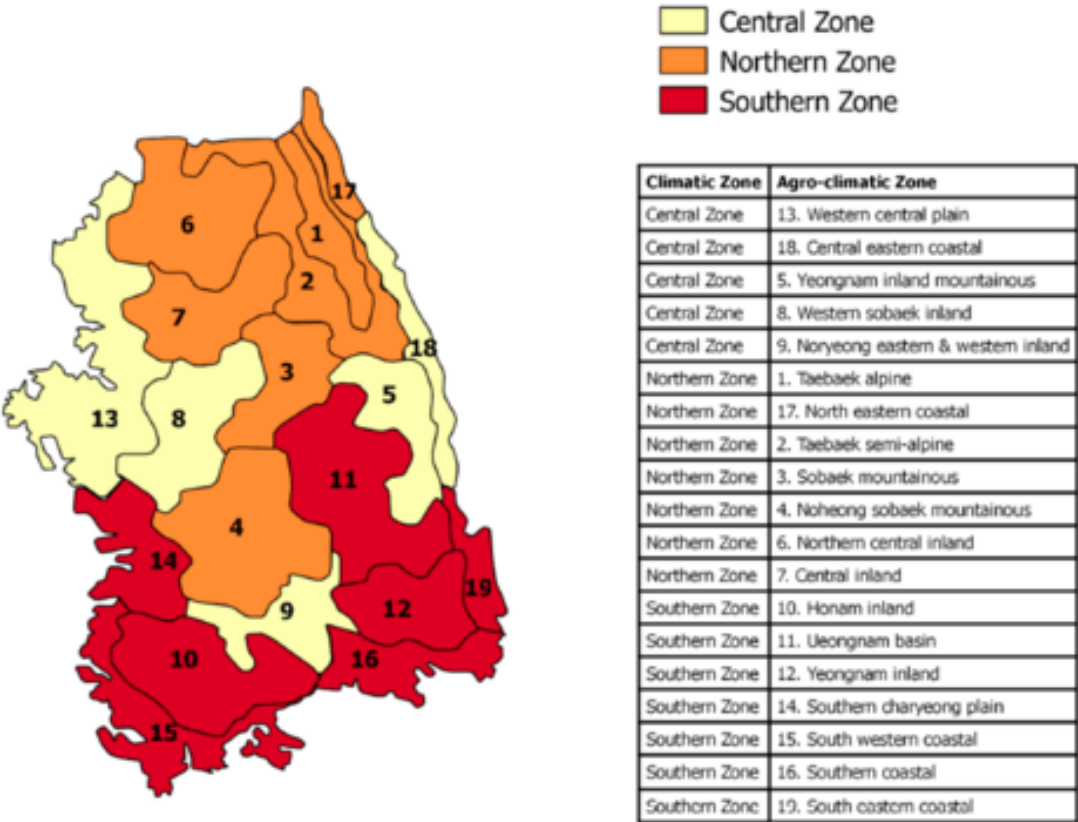 Central Zone
Northern Zone
Southern Zone
17
6
1
2
7
18
3
5
13
8
11
4
14
19
9
12
10
16
15
Climatic Zone Agro-climatic Zone
Central Zone 13. Western central plain
Central Zone 18. Central eastern coastal
Central Zone 5. Yeongnam inland mountainous
Central Zone 8. Western sobaek inland
Central Zone 9. Noryeong eastern & western inland
Northern Zone 1. Taebaek alpine
Northern Zone 17. North eastern coastal
Northern Zone 2. Taebaek semi-alpine
Northern Zone 3. Sobaek mountainous
Northern Zone 4. Noheong sobaek mountainous
Northern Zone 6. Northern central inland
Northern Zone 7. Central inland
Southern Zone 10. Honam inland
Southern Zone 11. Ueongnam basin
Southern Zone 12. Yeongnam inland
Southern Zone 14. Southern charyeong plain
Southern Zone 15. South western coastal
Southern Zone 16. Southern coastal
Southern Zone 19. South eastern coastal